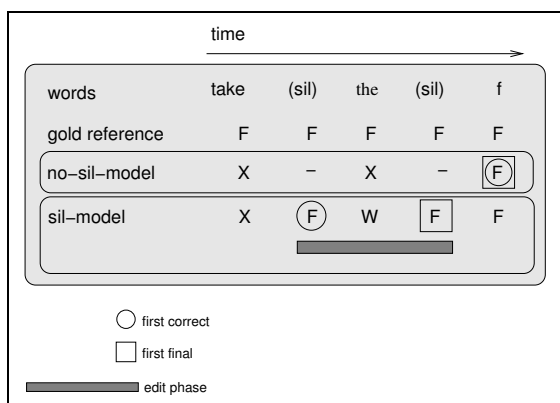 time
words take (sil) the (sil) f
gold reference F F F F F
no−sil−model X − X − F
sil−model X F W F F
first correct
first final
edit phase